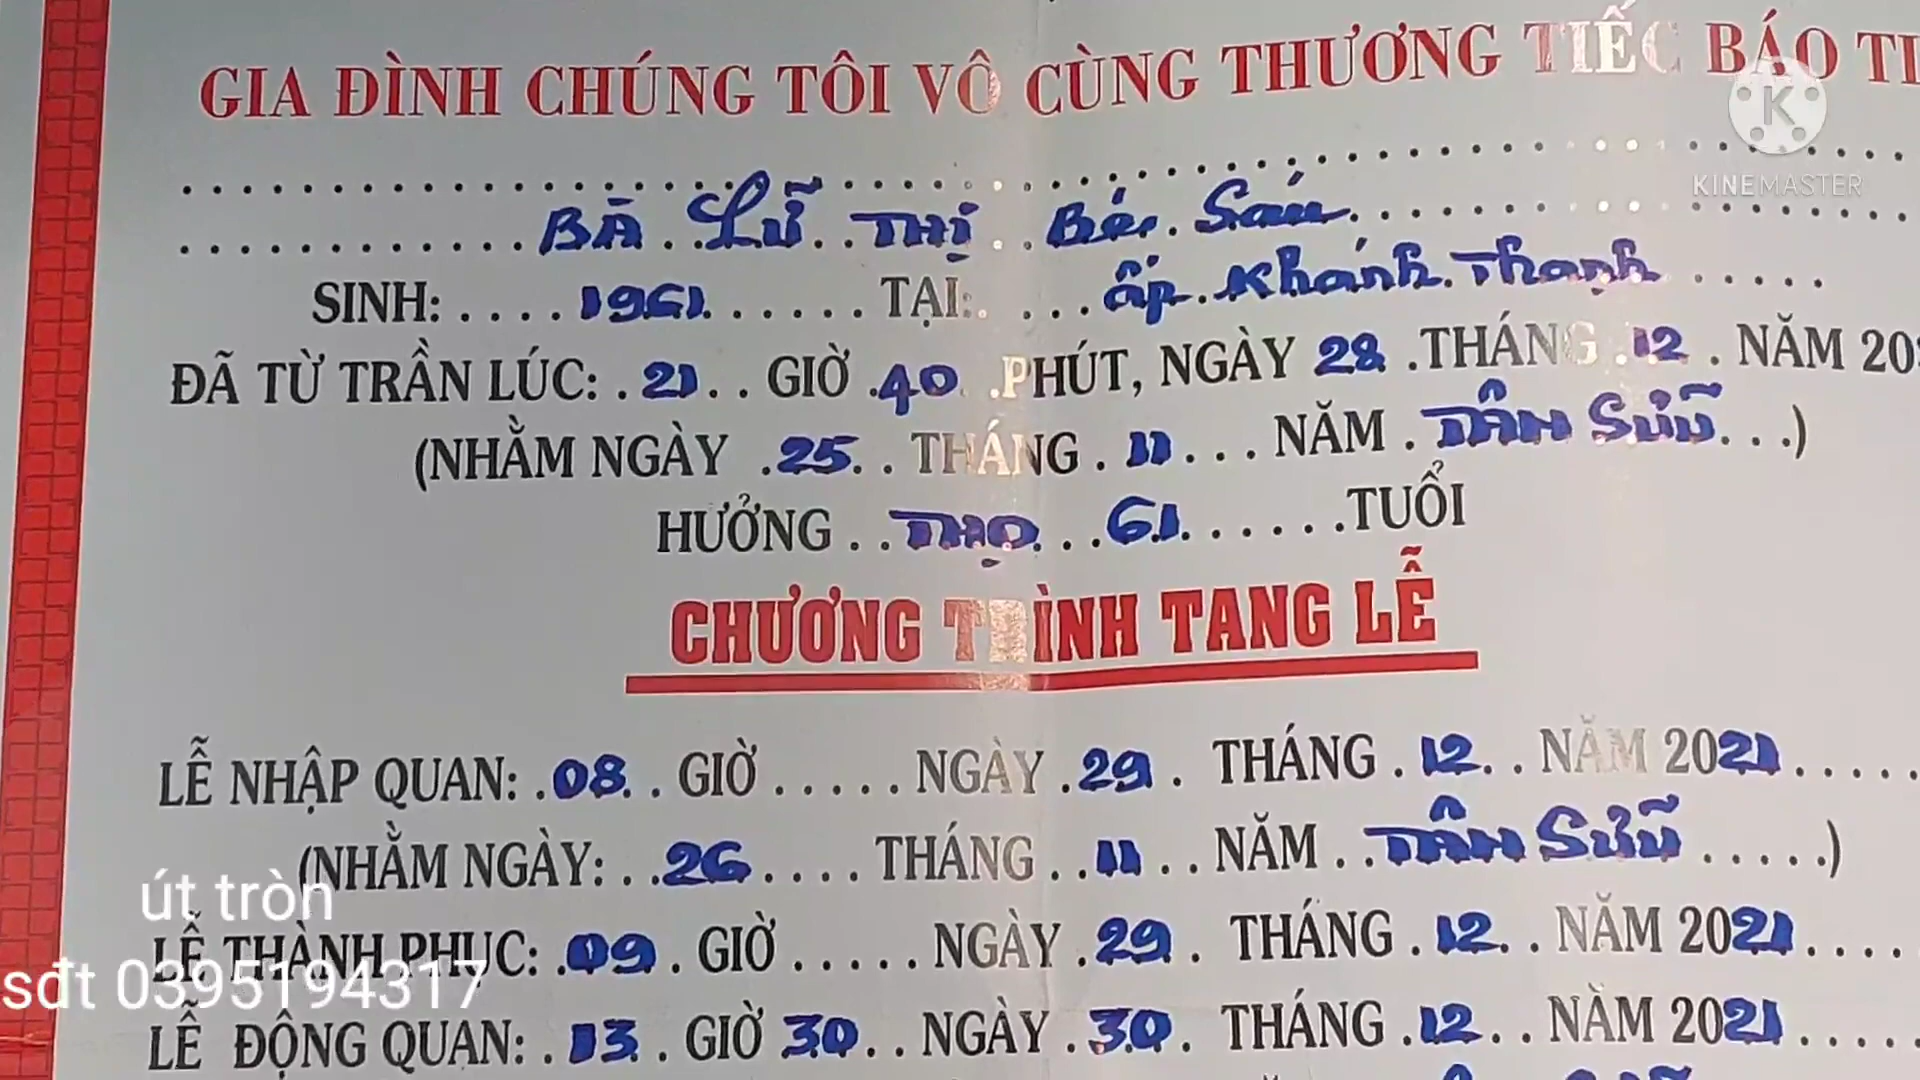 GIA ĐÌNH CHÚNG TÔI VÔ CÙNG THƯƠNG TIẾC BÁO TI
KINEMASTER
BÀ Lữ Thị Bé Sáu
SINH: 1961 TẠI: ấp Khánh Thạnh
ĐÃ TỪ TRẦN LÚC: 21 GIỜ 40 PHÚT, NGÀY 28 THÁNG 12 NĂM 20
(NHẰM NGÀY 25 THÁNG 11 NĂM TÂN SỬU)
HƯỞNG THỌ 61 TUỔI
CHƯƠNG TRÌNH TANG LỄ
LỄ NHẬP QUAN: 08 GIỜ NGÀY 29 THÁNG 12 NĂM 2021
(NHẰM NGÀY: 26 THÁNG 11 NĂM TÂN SỬU)
út tròn
LỄ THÀNH PHỤC: 09 GIỜ NGÀY 29 THÁNG 12 NĂM 2021
sđt 0395194317
LỄ ĐỘNG QUAN: 13 GIỜ 30 NGÀY 30 THÁNG 12 NĂM 2021